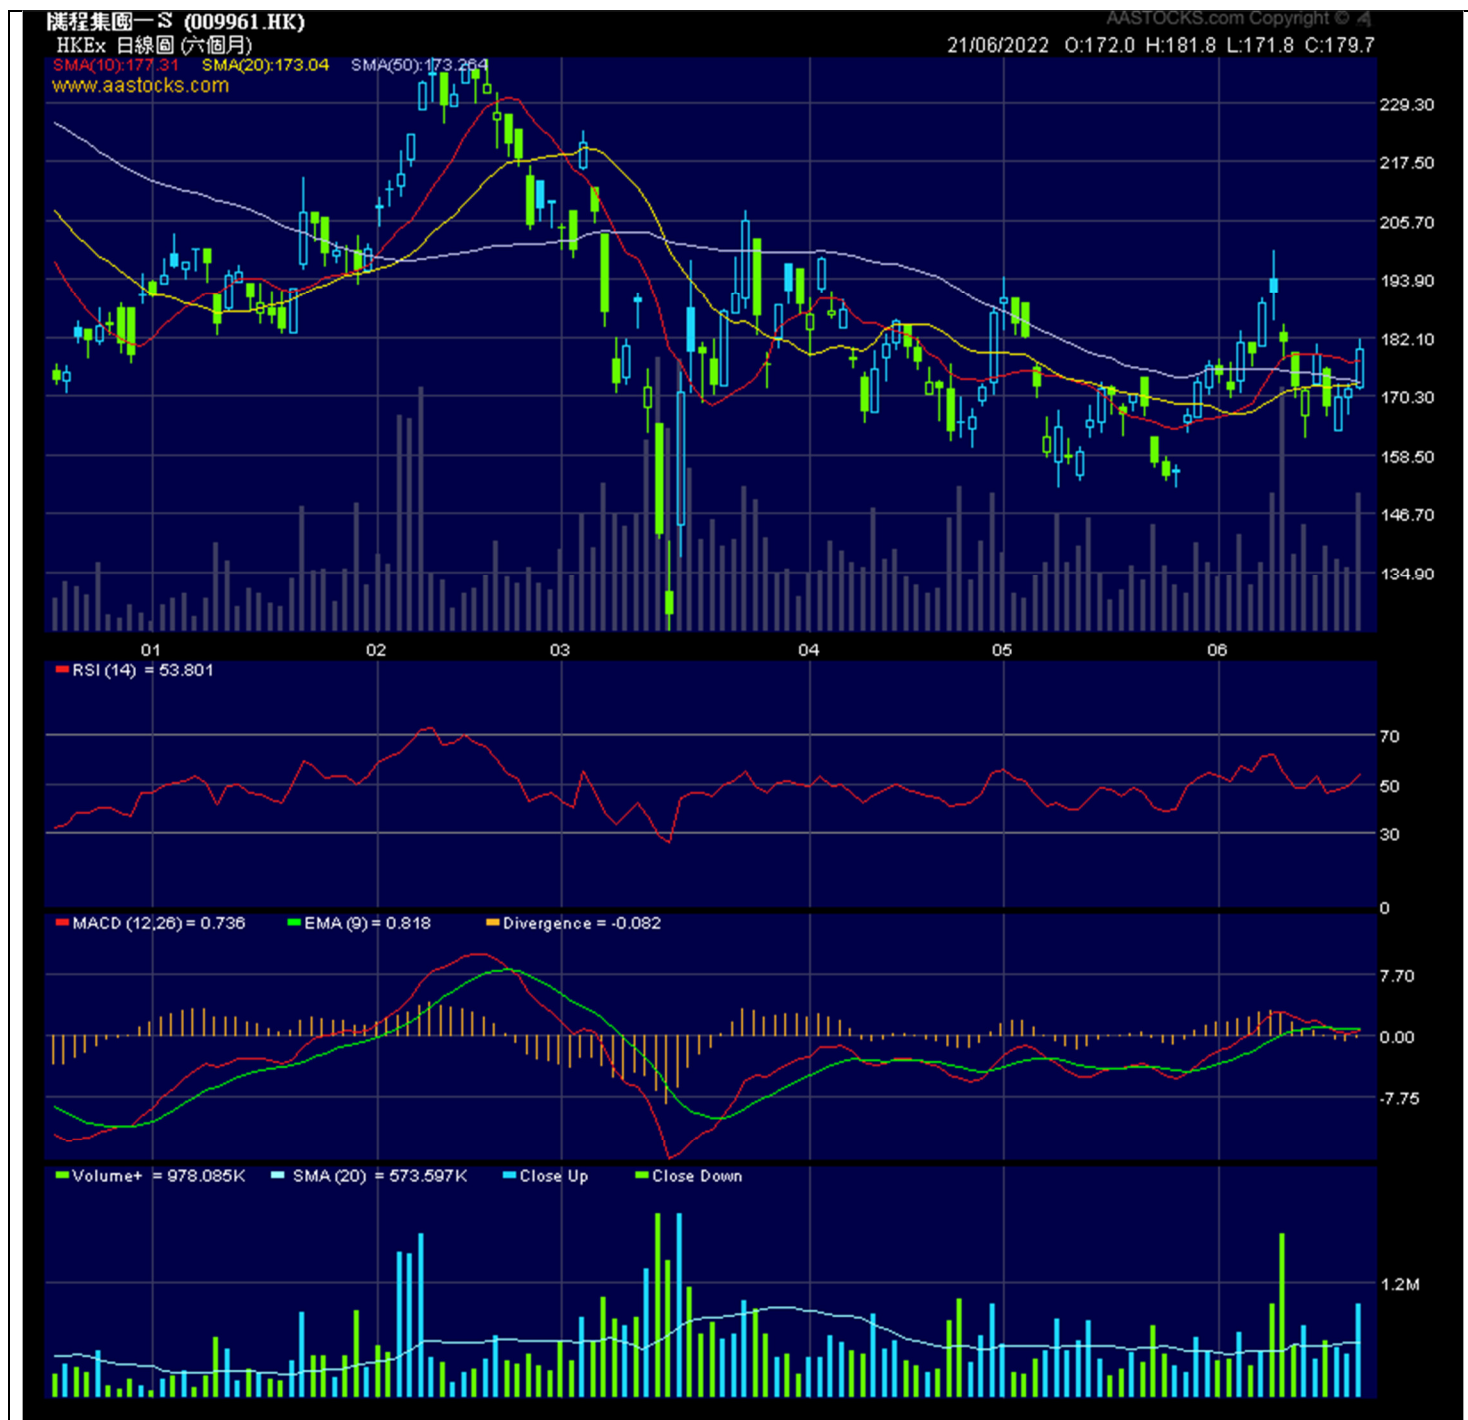 AASTOCKS.com Copyright ©
攜程集團－S (009961.HK)
HKEx 日線圖 (六個月)
21/06/2022 O:172.0 H:181.8 L:171.8 C:179.7
SMA(10):177.31 SMA(20):173.04 SMA(50):173.264
www.aastocks.com
229.30
217.50
205.70
193.90
182.10
170.30
158.50
146.70
134.90
01 02 03 04 05 06
RSI (14) = 53.801
70
50
30
0
MACD (12,26) = 0.736 EMA (9) = 0.818 Divergence = -0.082
7.70
0.00
-7.75
Volume+ = 978.085K SMA (20) = 573.597K Close Up Close Down
1.2M